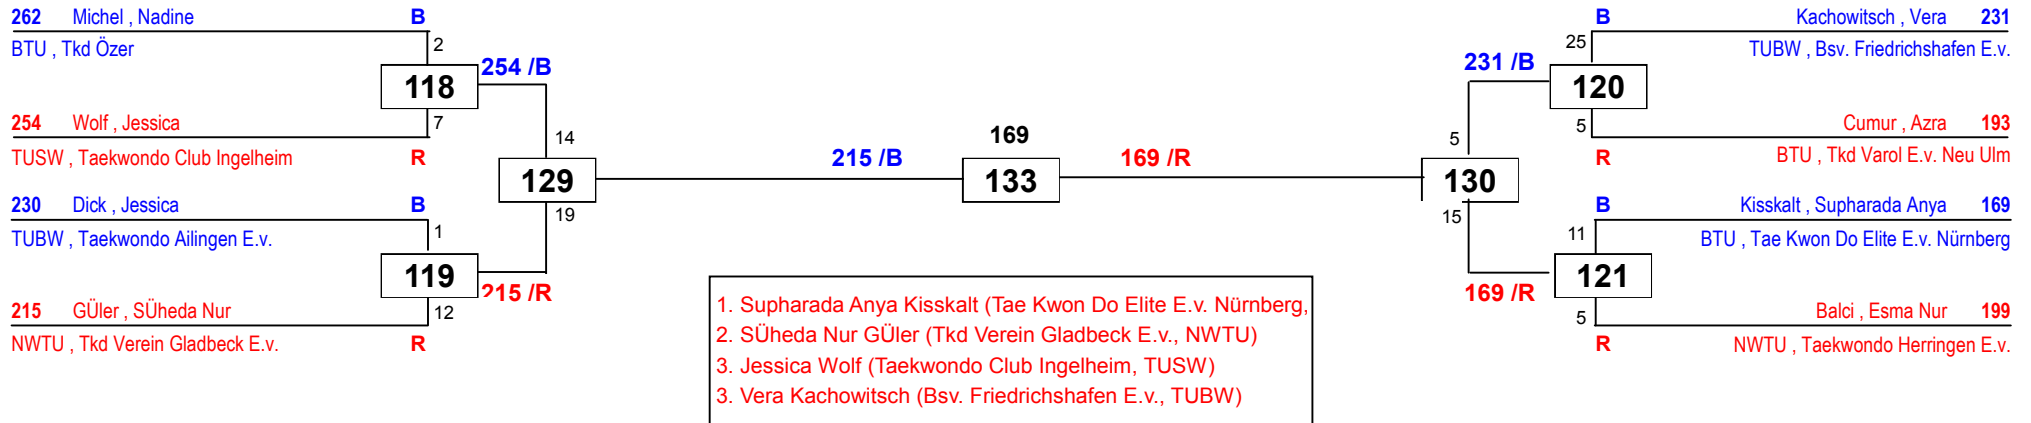 262 Michel , Nadine B
BTU , Tkd Özer
2
118
254 /B
7
254 Wolf , Jessica
TUSW , Taekwondo Club Ingelheim R
14
129
19
230 Dick , Jessica B
TUBW , Taekwondo Ailingen E.v.
1
119
215 /R
12
215 GÜler , SÜheda Nur
NWTU , Tkd Verein Gladbeck E.v. R
215 /B
169
133
169 /R
B Kachowitsch , Vera 231
TUBW , Bsv. Friedrichshafen E.v.
25
231 /B
120
5
Cumur , Azra 193
R BTU , Tkd Varol E.v. Neu Ulm
5
130
15
B Kisskalt , Supharada Anya 169
BTU , Tae Kwon Do Elite E.v. Nürnberg
11
121
169 /R
5
Balci , Esma Nur 199
R NWTU , Taekwondo Herringen E.v.
1. Supharada Anya Kisskalt (Tae Kwon Do Elite E.v. Nürnberg,
2. SÜheda Nur GÜler (Tkd Verein Gladbeck E.v., NWTU)
3. Jessica Wolf (Taekwondo Club Ingelheim, TUSW)
3. Vera Kachowitsch (Bsv. Friedrichshafen E.v., TUBW)